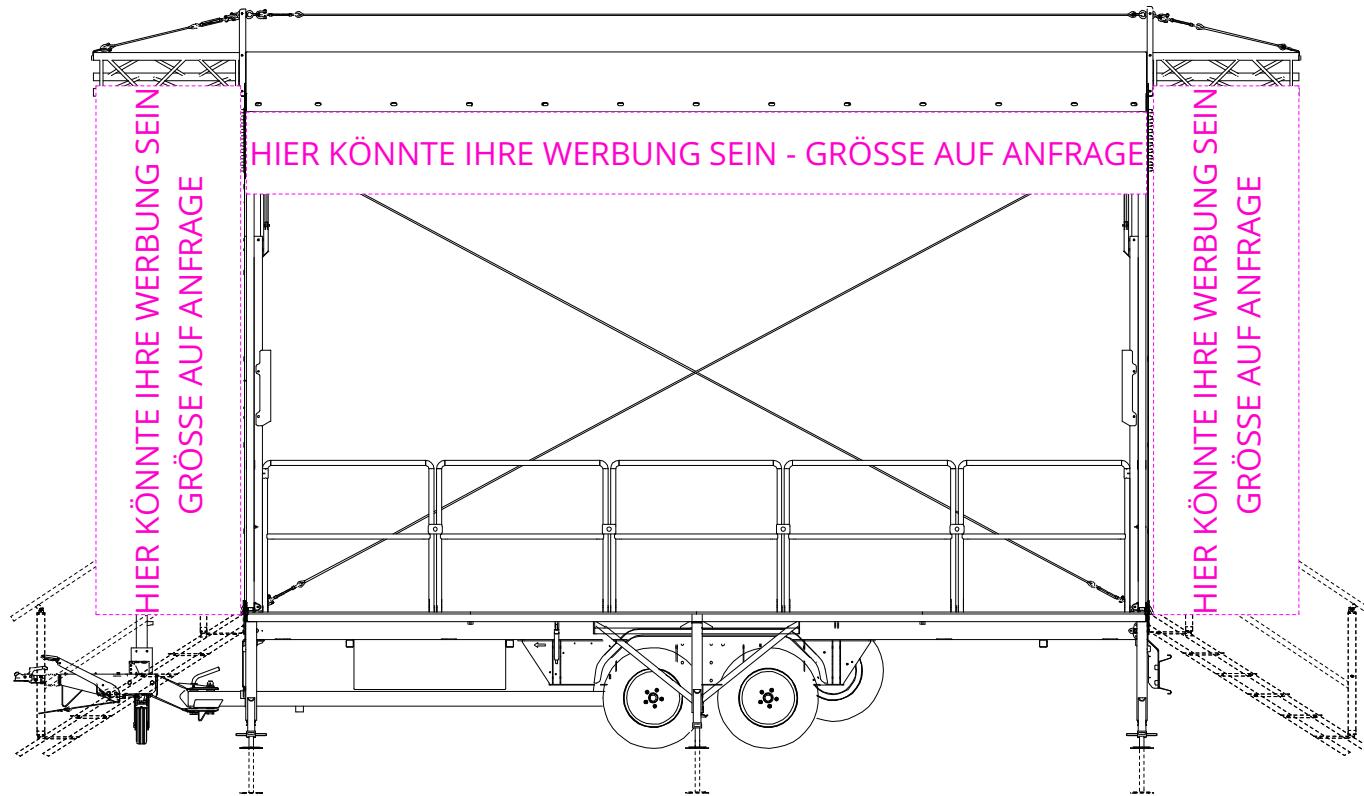 HIER KÖNNTE IHRE WERBUNG SEIN
GRÖSSE AUF ANFRAGE
HIER KÖNNTE IHRE WERBUNG SEIN - GRÖSSE AUF ANFRAGE
HIER KÖNNTE IHRE WERBUNG SEIN
GRÖSSE AUF ANFRAGE